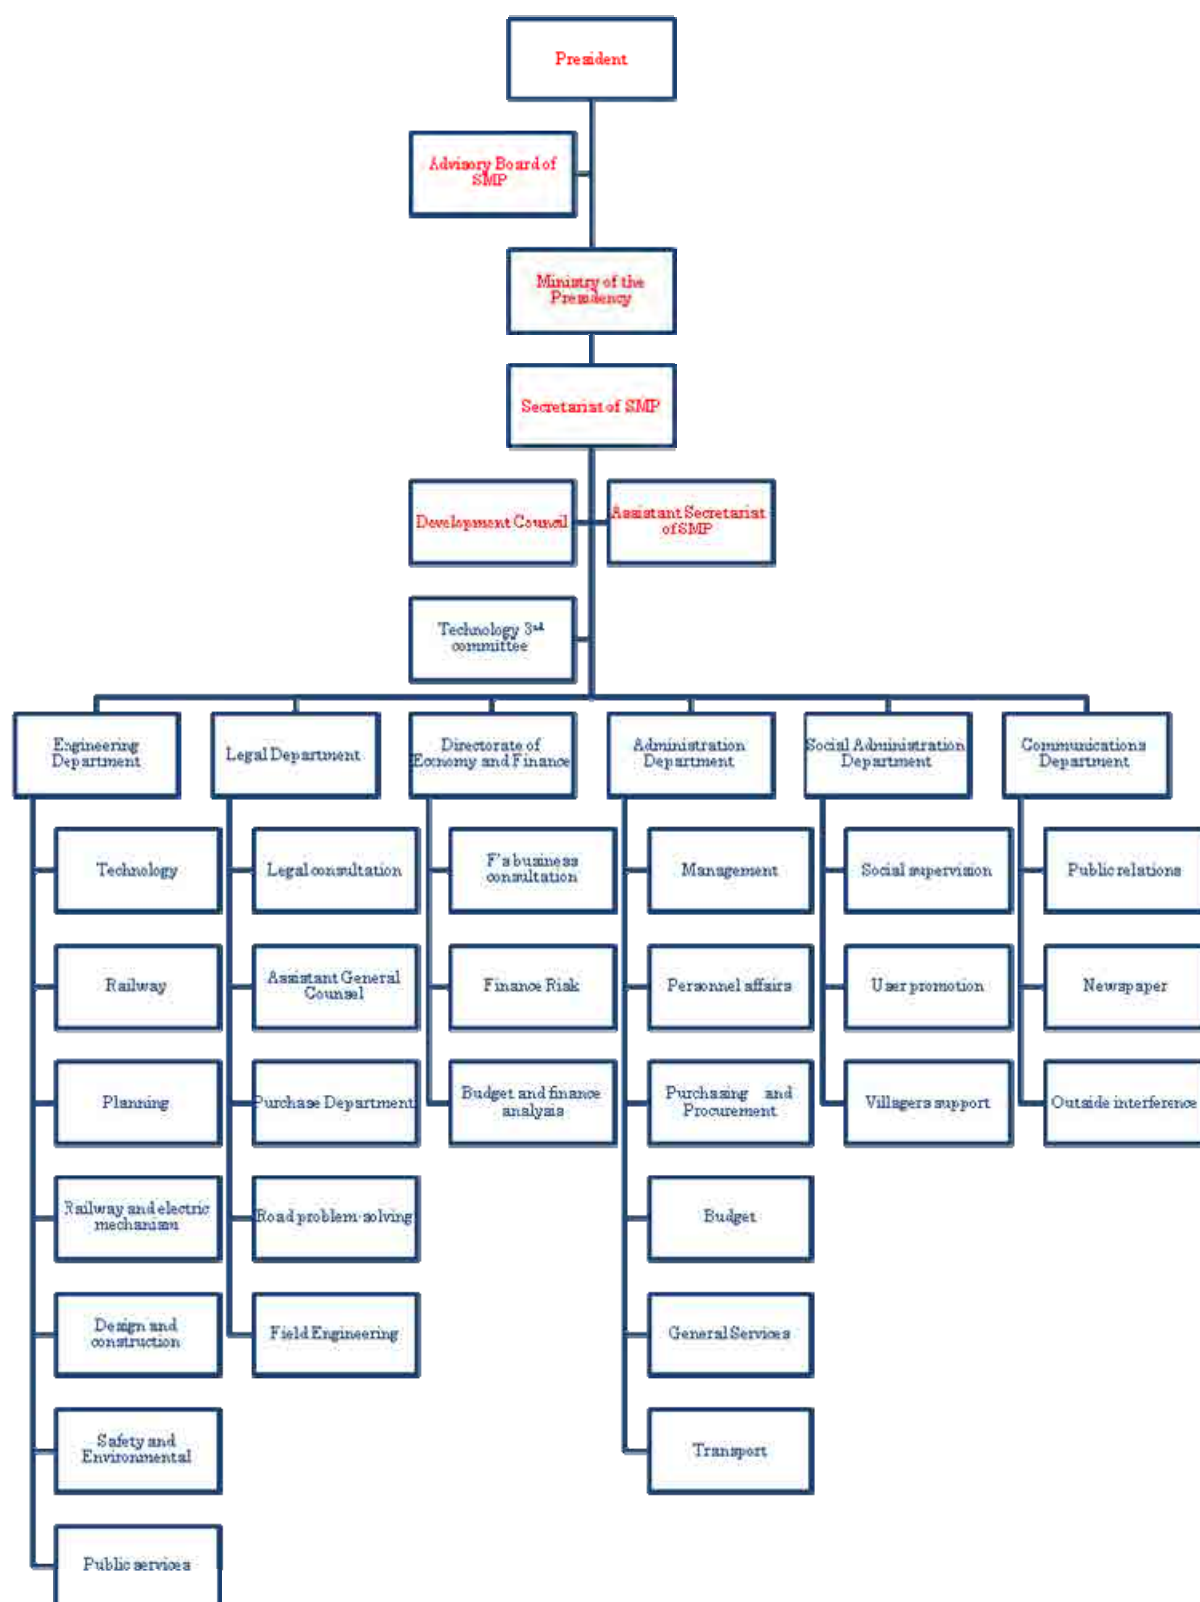 President
Advisory Board of
SMP
Ministry of the
Presidency
Secretariat of SMP
Development Council
Assistant Secretariat
of SMP
Technology 3rd
committee
Engineering
Department
Legal Department
Directorate of
Economy and Finance
Administration
Department
Social Administration
Department
Communications
Department
Technology
Railway
Planning
Railway and electric
mechanism
Design and
construction
Safety and
Environmental
Public services
Legal consultation
Assistant General
Counsel
Purchase Department
Road problem-solving
Field Engineering
F's business
consultation
Finance Risk
Budget and finance
analysis
Management
Personnel affairs
Purchasing and
Procurement
Budget
General Services
Transport
Social supervision
User promotion
Villagers support
Public relations
Newspaper
Outside interference